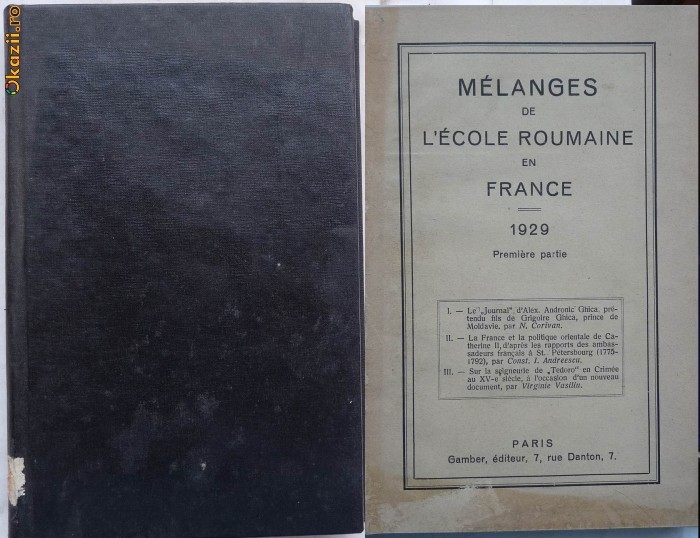 Okazii.ro
MÉLANGES
DE
L'ÉCOLE ROUMAINE
EN
FRANCE
1929
Première partie
I. — Le „Journal" d'Alex. Andronic Ghica, pré-
tendu fils de Grigoire Ghica, prince de
Moldavie, par N. Corivan.
II. — La France et la politique orientale de Ca-
therine II, d'après les rapports des ambas-
sadeurs français à St. Pétersbourg (1775-
1792), par Const. I. Andreescu.
III. — Sur la seigneurie de „Tedoro" en Crimée
au XV-e siècle, à l'occasion d'un nouveau
document, par Virginie Vasiliu.
PARIS
Gamber, éditeur, 7, rue Danton, 7.